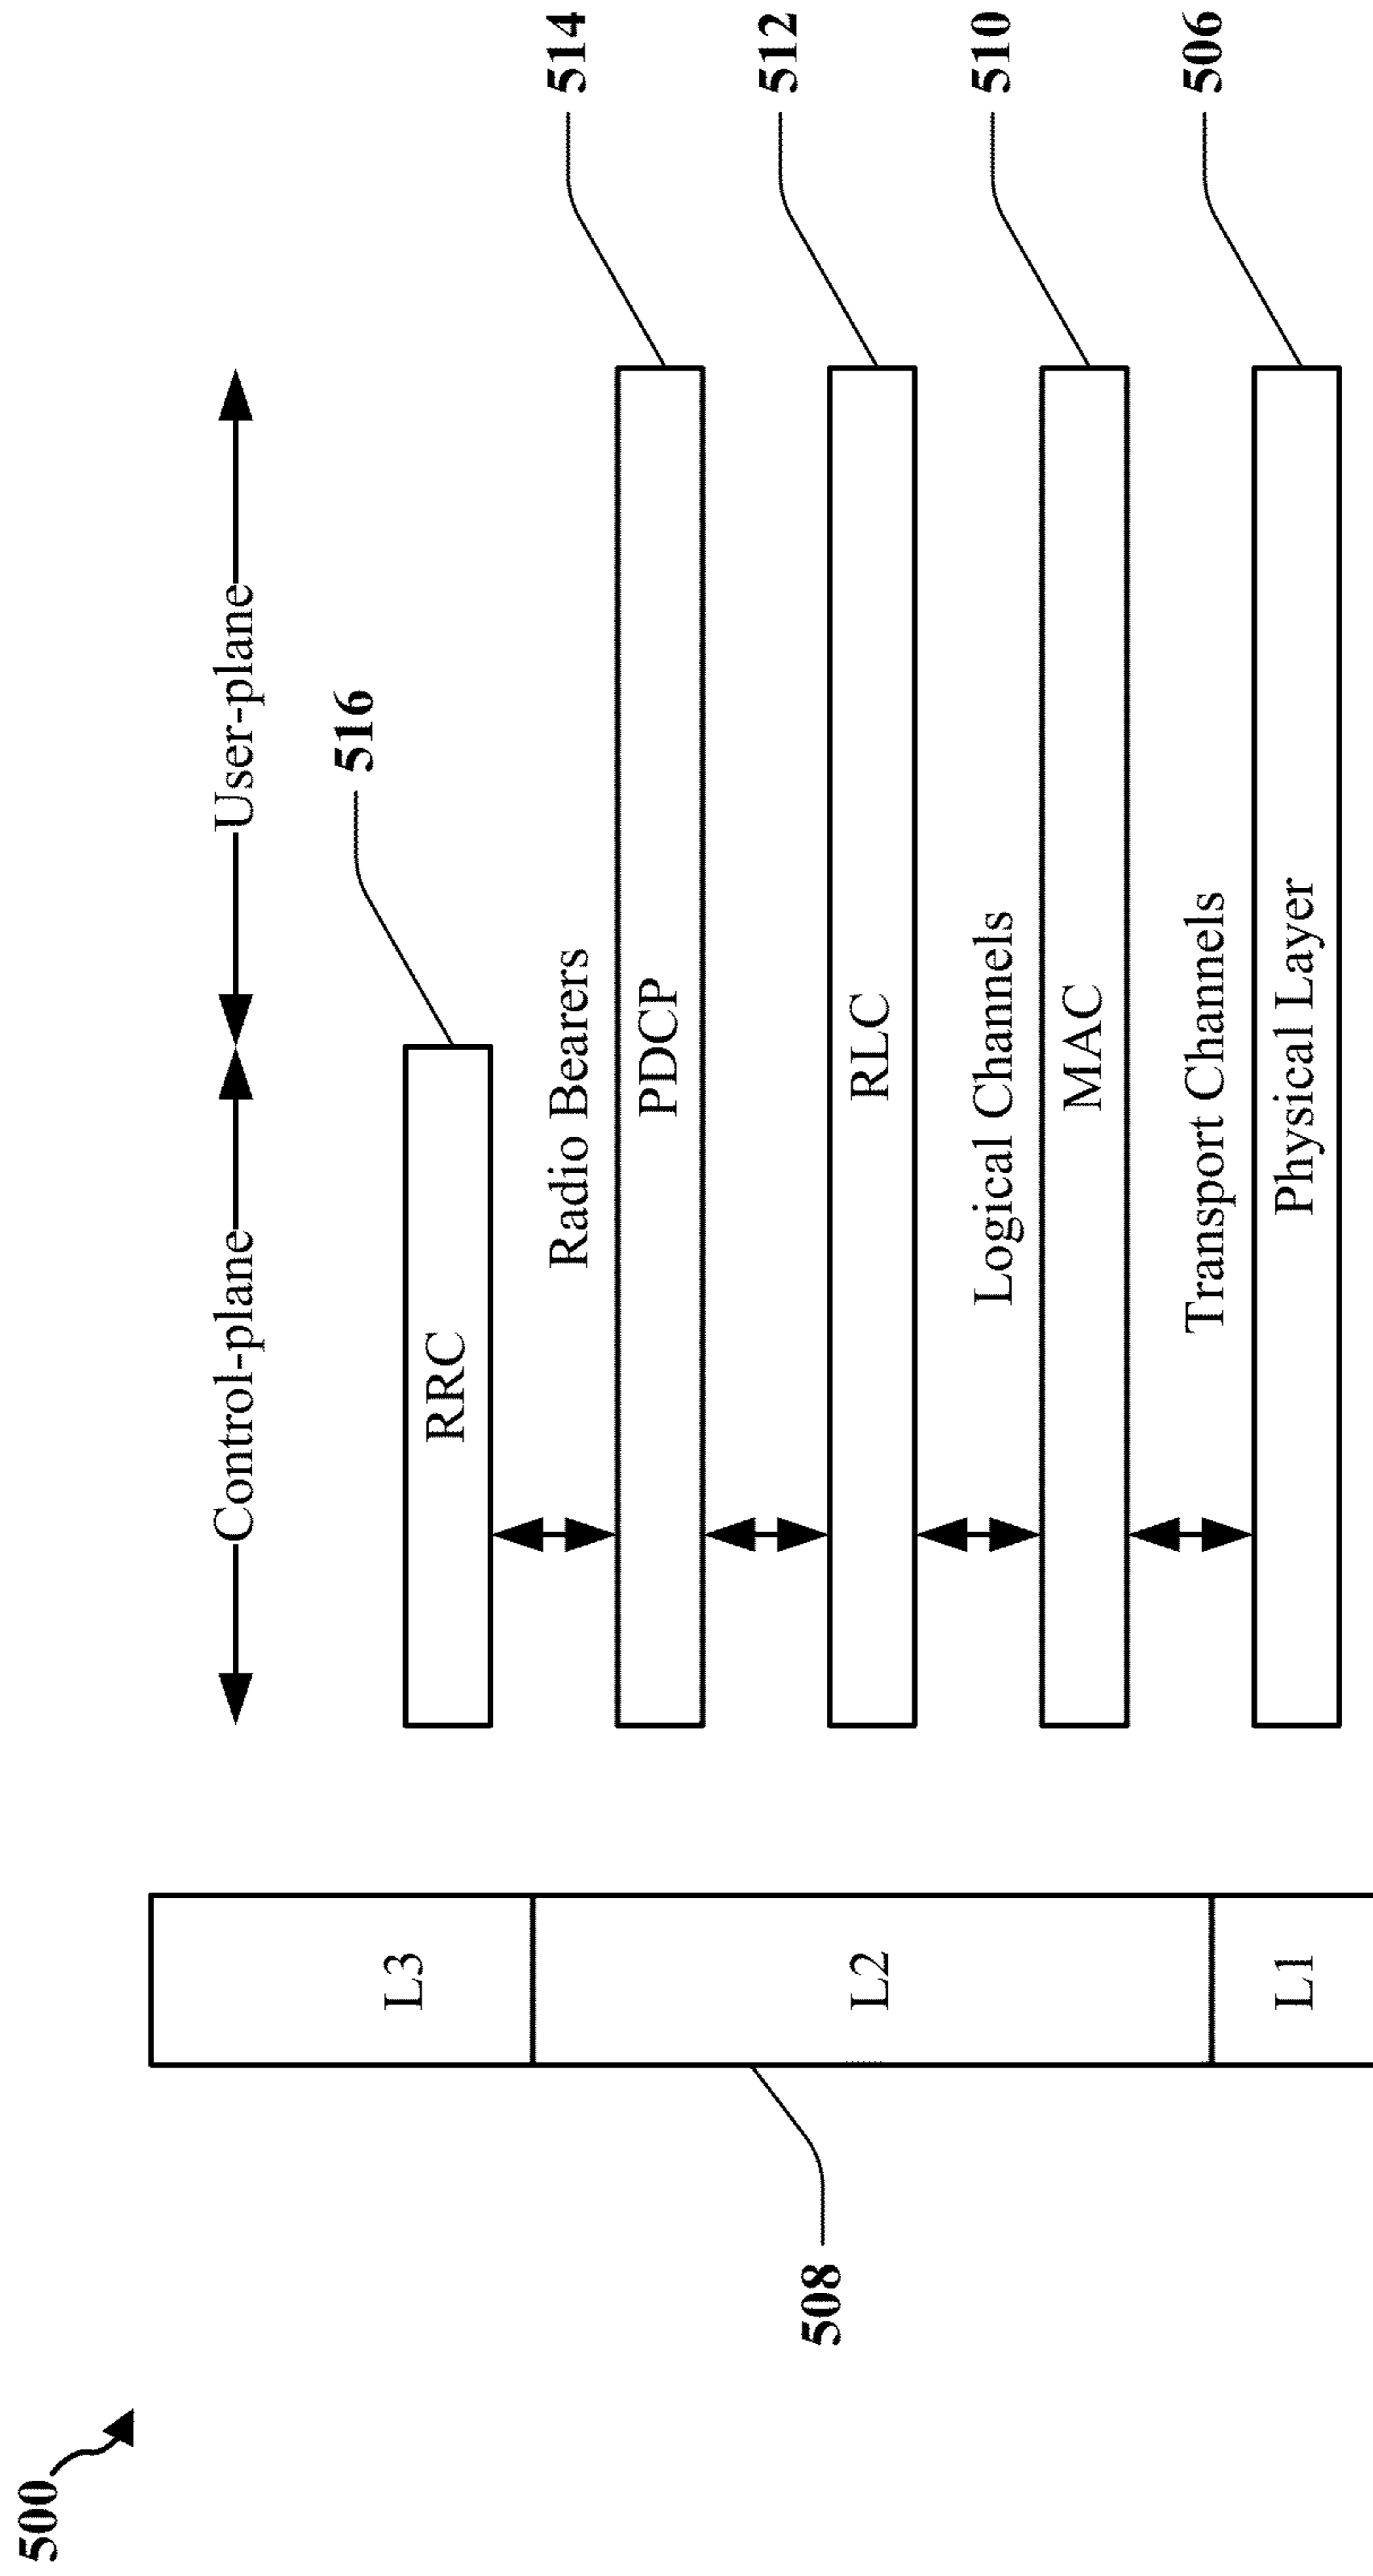 500
Control-plane
User-plane
516
RRC
L3
Radio Bearers
514
PDCP
508
512
RLC
L2
Logical Channels
510
MAC
Transport Channels
506
Physical Layer
L1